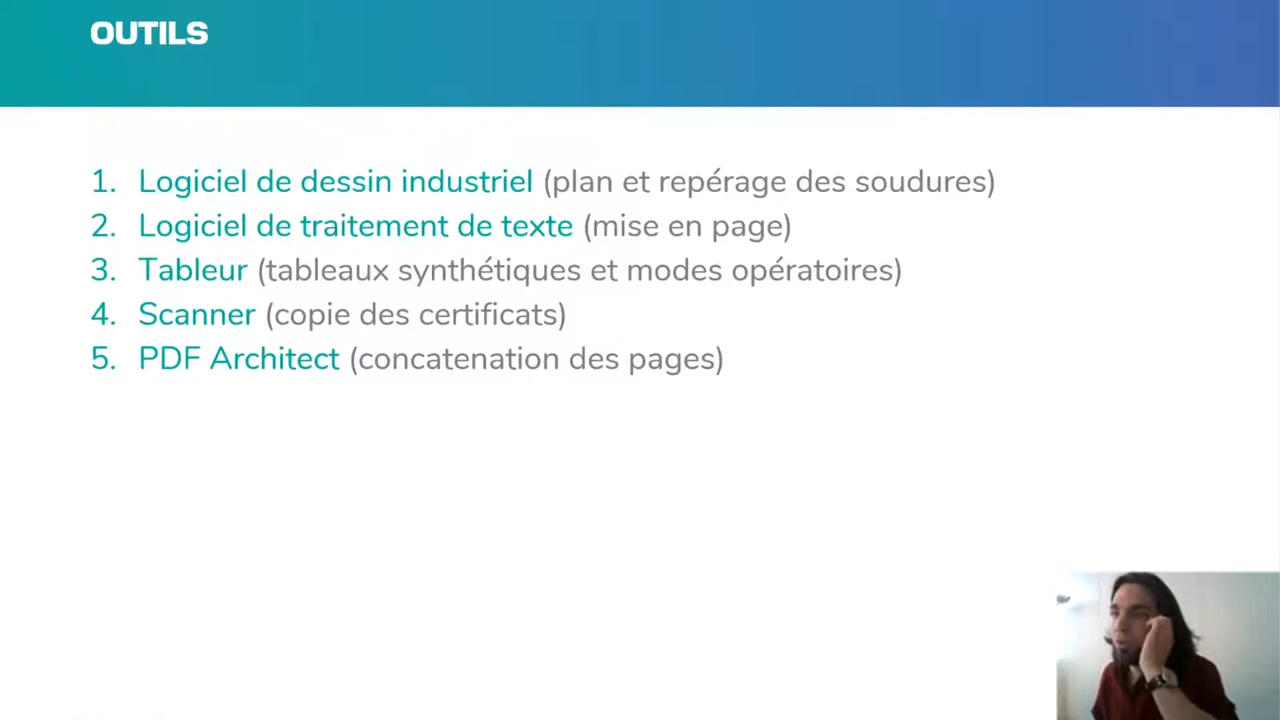 OUTILS
1. Logiciel de dessin industriel (plan et repérage des soudures)
2. Logiciel de traitement de texte (mise en page)
3. Tableur (tableaux synthétiques et modes opératoires)
4. Scanner (copie des certificats)
5. PDF Architect (concatenation des pages)